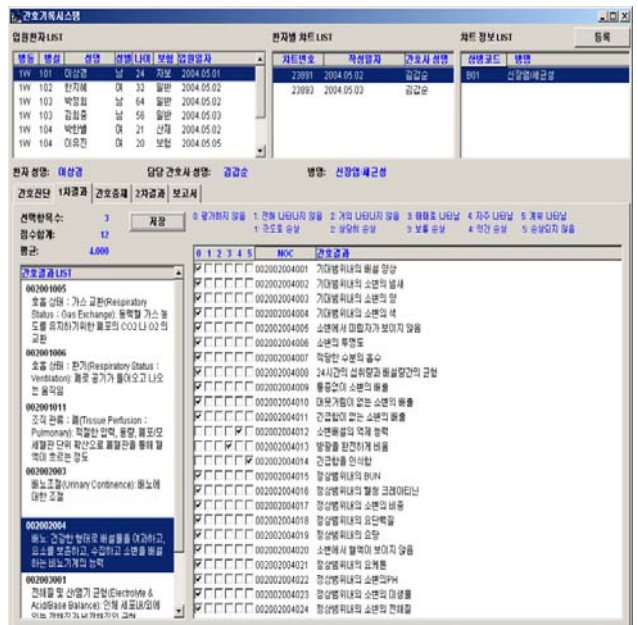 간호기록시스템
입원환자 LIST
환자별 차트 LIST
차트 정보 LIST
등록
병동 병실 성명 성별 나이 보험 입원일자
1W 101 이상경 남 24 자보 2004.05.01
1W 102 한지혜 여 32 일반 2004.05.02
1W 103 박정희 남 64 일반 2004.05.02
1W 103 김희중 남 56 일반 2004.05.03
1W 104 박한별 여 21 산재 2004.05.02
1W 104 이유진 여 20 보험 2004.05.05
차트번호 작성일자 간호사 성명
23891 2004.05.02 김갑순
23893 2004.05.03 김갑순
상병코드 병명
B01 신장염/세균성
환자 성명: 이상경 담당 간호사 성명: 김갑순 병명: 신장염/세균성
간호진단 1차결과 간호중재 2차결과 보고서
선택항목수: 3
점수합계: 12
평균: 4.000
저장
0 평가하지 않음 1: 전혀 나타나지 않음 2: 거의 나타나지 않음 3: 때때로 나타남 4: 자주 나타남 5: 계속 나타남
1: 극도로 손상 2: 상당히 손상 3: 보통 손상 4: 약간 손상 5: 손상되지 않음
간호결과 LIST
002001005
호흡 상태 : 가스 교환(Respiratory
Status : Gas Exchange): 동맥혈 가스 농
도를 유지하기위한 폐포의 CO2 나 O2 의
교환
002001006
호흡 상태 : 환기(Respiratory Status :
Ventilation): 폐로 공기가 들어오고 나오
는 움직임
002001011
조직 관류 : 폐(Tissue Perfusion :
Pulmonary): 적절한 압력, 용량, 폐포/모
세혈관 단위 확산으로 폐혈관을 통해 혈
액이 흐르는 정도
002002003
배뇨조절(Urinary Continence): 배뇨에
대한 조절
002002004
배뇨: 건강한 형태로 배설물을 여과하고,
요소를 보존하고, 수집하고 소변을 배설
하는 비뇨기계의 능력
002003001
전해질 및 산/염기 균형(Electrolyte &
Acid/Base Balance): 인체 세포내/외에
0 1 2 3 4 5 NOC 간호결과
002002004001 기대범위내의 배설 양상
002002004002 기대범위내의 소변의 냄새
002002004003 기대범위내의 소변의 양
002002004004 기대범위내의 소변의 색
002002004005 소변에서 미립자가 보이지 않음
002002004006 소변의 투명도
002002004007 적당한 수분의 흡수
002002004008 24시간의 섭취량과 배설량간의 균형
002002004009 통증없이 소변의 배출
002002004010 머뭇거림이 없는 소변의 배출
002002004011 긴급함이 없는 소변의 배출
002002004012 소변배설의 억제 능력
002002004013 방광을 완전하게 비움
002002004014 긴급함을 인식함
002002004015 정상범위내의 BUN
002002004016 정상범위내의 혈청 크레아티닌
002002004017 정상범위내의 소변의 비중
002002004018 정상범위내의 요단백질
002002004019 정상범위내의 요당
002002004020 소변에서 혈액이 보이지 않음
002002004021 정상범위내의 요케톤
002002004022 정상범위내의 소변의PH
002002004023 정상범위내의 소변의 미생물
002002004024 정상범위내의 소변의 전해질